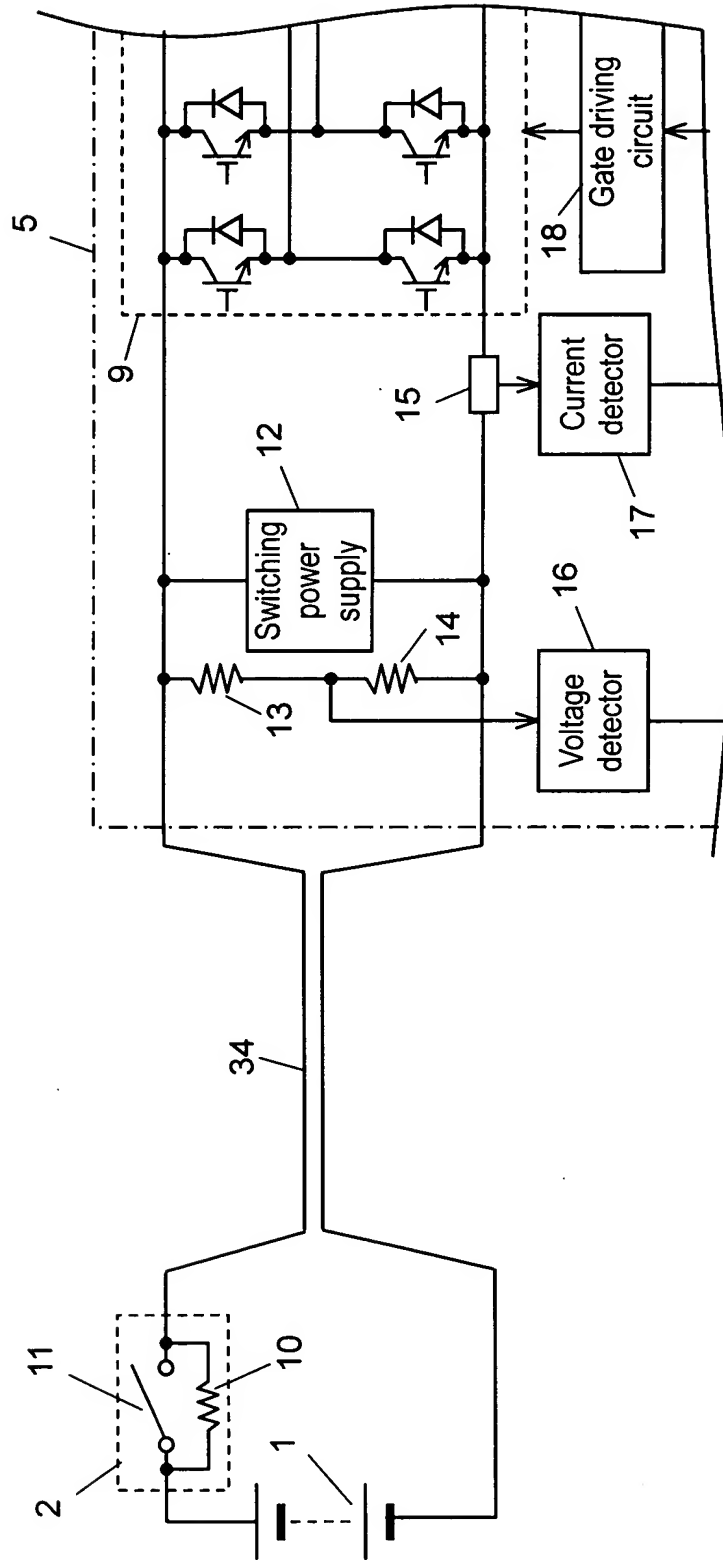 5
9
12
Switching
power
supply
13
14
15
16
Voltage
detector
17
Current
detector
18
Gate driving
circuit
34
2
11
10
1